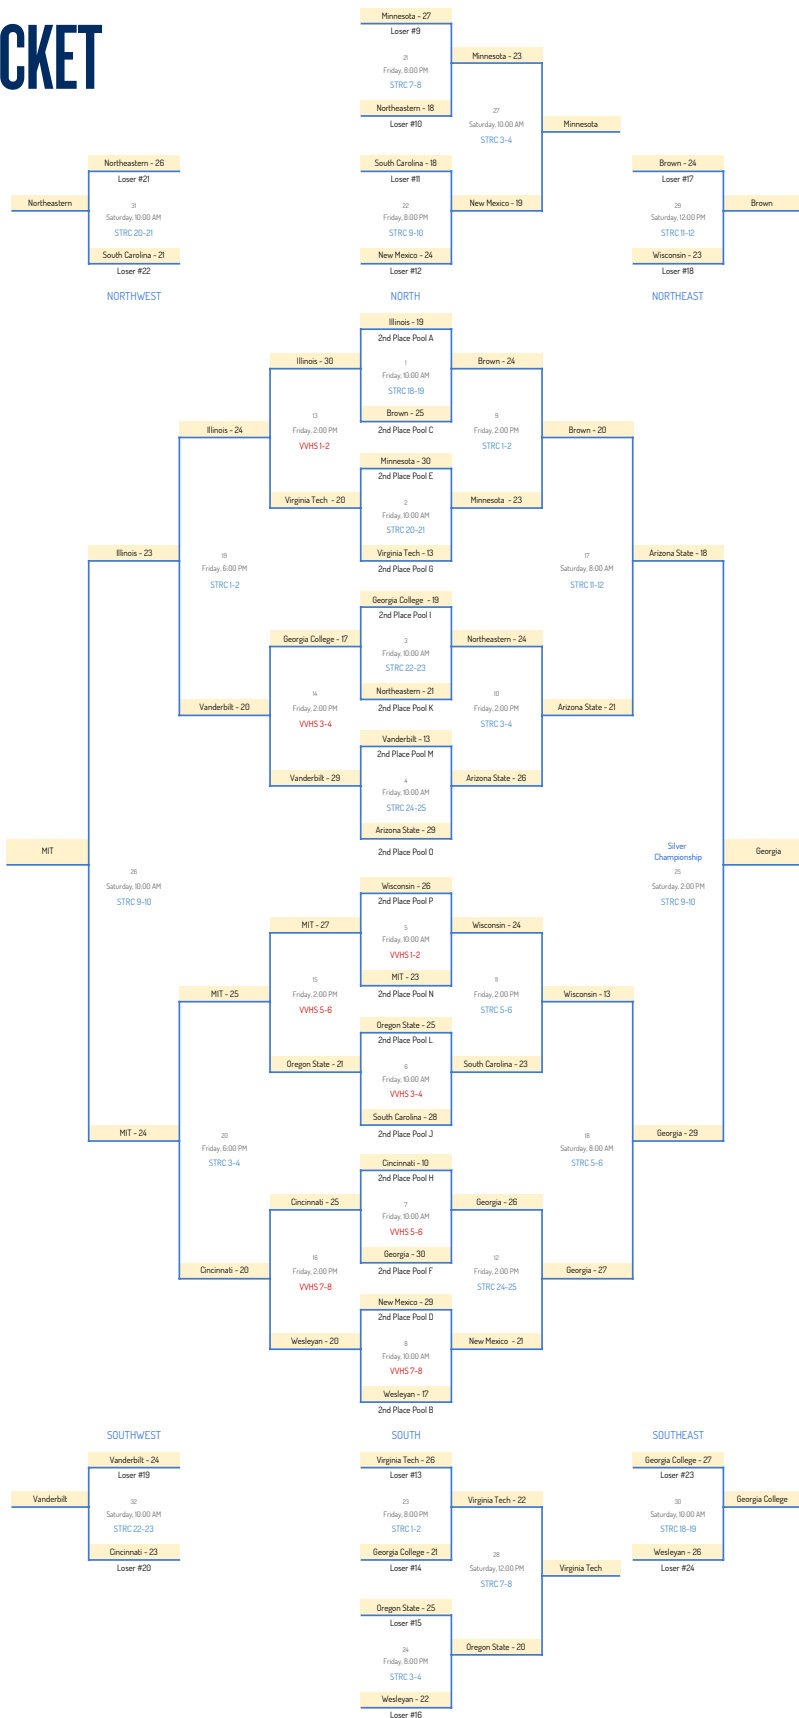 CKET
Minnesota - 27
Loser #9
21
Friday, 8:00 PM
STRC 7-8
Northeastern - 18
Loser #10
Minnesota - 23
27
Saturday, 10:00 AM
STRC 3-4
Minnesota
South Carolina - 18
Loser #11
22
Friday, 8:00 PM
STRC 9-10
New Mexico - 24
Loser #12
New Mexico - 19
Northeastern - 26
Loser #21
Northeastern
31
Saturday, 10:00 AM
STRC 20-21
South Carolina - 21
Loser #22
Brown - 24
Loser #17
29
Saturday, 12:00 PM
STRC 11-12
Brown
Wisconsin - 23
Loser #18
NORTHWEST
NORTH
NORTHEAST
Illinois - 19
2nd Place Pool A
1
Friday, 10:00 AM
STRC 18-19
Brown - 25
2nd Place Pool C
Illinois - 30
Brown - 24
13
Friday, 2:00 PM
VVHS 1-2
9
Friday, 2:00 PM
STRC 1-2
Illinois - 24
Brown - 20
Minnesota - 30
2nd Place Pool E
2
Friday, 10:00 AM
STRC 20-21
Virginia Tech - 13
2nd Place Pool G
Virginia Tech - 20
Minnesota - 23
Illinois - 23
19
Friday, 6:00 PM
STRC 1-2
17
Saturday, 8:00 AM
STRC 11-12
Arizona State - 18
Georgia College - 19
2nd Place Pool I
3
Friday, 10:00 AM
STRC 22-23
Northeastern - 21
2nd Place Pool K
Georgia College - 17
Northeastern - 24
14
Friday, 2:00 PM
VVHS 3-4
10
Friday, 2:00 PM
STRC 3-4
Vanderbilt - 20
Arizona State - 21
Vanderbilt - 13
2nd Place Pool M
4
Friday, 10:00 AM
STRC 24-25
Arizona State - 29
2nd Place Pool O
Vanderbilt - 29
Arizona State - 26
MIT
26
Saturday, 10:00 AM
STRC 9-10
Silver
Championship
25
Saturday, 2:00 PM
STRC 9-10
Georgia
Wisconsin - 26
2nd Place Pool P
5
Friday, 10:00 AM
VVHS 1-2
MIT - 23
2nd Place Pool N
MIT - 27
Wisconsin - 24
15
Friday, 2:00 PM
VVHS 5-6
11
Friday, 2:00 PM
STRC 5-6
MIT - 25
Wisconsin - 13
Oregon State - 25
2nd Place Pool L
6
Friday, 10:00 AM
VVHS 3-4
South Carolina - 28
2nd Place Pool J
Oregon State - 21
South Carolina - 23
MIT - 24
20
Friday, 6:00 PM
STRC 3-4
18
Saturday, 8:00 AM
STRC 5-6
Georgia - 29
Cincinnati - 10
2nd Place Pool H
7
Friday, 10:00 AM
VVHS 5-6
Georgia - 30
2nd Place Pool F
Cincinnati - 25
Georgia - 26
16
Friday, 2:00 PM
VVHS 7-8
12
Friday, 2:00 PM
STRC 24-25
Cincinnati - 20
Georgia - 27
New Mexico - 29
2nd Place Pool D
8
Friday, 10:00 AM
VVHS 7-8
Wesleyan - 17
2nd Place Pool B
Wesleyan - 20
New Mexico - 21
SOUTHWEST
SOUTH
SOUTHEAST
Vanderbilt - 24
Loser #19
Vanderbilt
32
Saturday, 10:00 AM
STRC 22-23
Cincinnati - 23
Loser #20
Virginia Tech - 26
Loser #13
23
Friday, 8:00 PM
STRC 1-2
Georgia College - 21
Loser #14
Virginia Tech - 22
28
Saturday, 12:00 PM
STRC 7-8
Virginia Tech
Georgia College - 27
Loser #23
30
Saturday, 10:00 AM
STRC 18-19
Georgia College
Wesleyan - 26
Loser #24
Oregon State - 25
Loser #15
24
Friday, 8:00 PM
STRC 3-4
Oregon State - 20
Wesleyan - 22
Loser #16